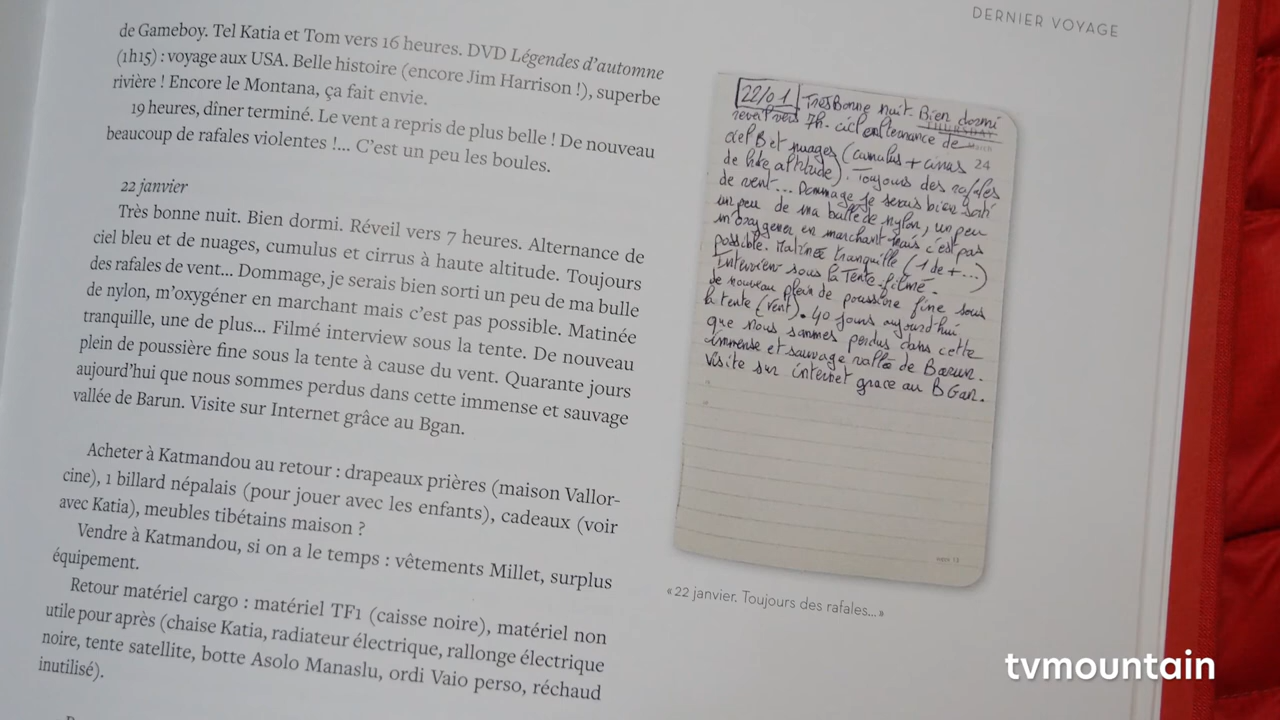 DERNIER VOYAGE
de Gameboy. Tel Katia et Tom vers 16 heures. DVD Légendes d'automne
(1h15) : voyage aux USA. Belle histoire (encore Jim Harrison !), superbe
rivière ! Encore le Montana, ça fait envie.
19 heures, dîner terminé. Le vent a repris de plus belle ! De nouveau
beaucoup de rafales violentes !... C'est un peu les boules.
22 janvier
Très bonne nuit. Bien dormi. Réveil vers 7 heures. Alternance de
ciel bleu et de nuages, cumulus et cirrus à haute altitude. Toujours
des rafales de vent... Dommage, je serais bien sorti un peu de ma bulle
de nylon, m'oxygéner en marchant mais c'est pas possible. Matinée
tranquille, une de plus... Filmé interview sous la tente. De nouveau
plein de poussière fine sous la tente à cause du vent. Quarante jours
aujourd'hui que nous sommes perdus dans cette immense et sauvage
vallée de Barun. Visite sur Internet grâce au Bgan.
Acheter à Katmandou au retour : drapeaux prières (maison Vallor-
cine), 1 billard népalais (pour jouer avec les enfants), cadeaux (voir
avec Katia), meubles tibétains maison ?
Vendre à Katmandou, si on a le temps : vêtements Millet, surplus
équipement.
Retour matériel cargo : matériel TF1 (caisse noire), matériel non
utile pour après (chaise Katia, radiateur électrique, rallonge électrique
noire, tente satellite, botte Asolo Manaslu, ordi Vaio perso, réchaud
inutilisé).
22/01 Très Bonne nuit. Bien dormi
THURSDAY
reveil vers 7h. ciel alternance de
March
24
ciel B et nuages (cumulus + cirrus
de hte altitude). Toujours des rafales
de vent... Dommage je serais bien sorti
un peu de ma bulle de nylon, un peu
m'oxygener en marchant mais c'est pas
possible. Matinée tranquille (1 de + ...)
Interview sous la Tente filmé.
de nouveau plein de poussière fine sous
la tente (vent). 40 jours aujourd'hui
que nous sommes perdus dans cette
immense et sauvage vallée de Barun.
visite sur internet grace au BGan.
« 22 janvier. Toujours des rafales... »
tvmountain